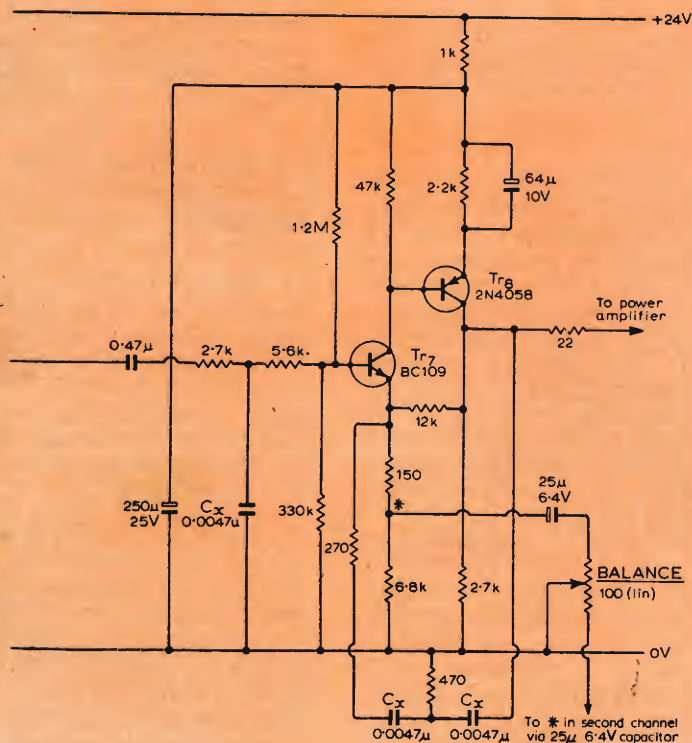 +24V
1k
47k
2.2k
64μ
10V
1.2M
Tr8
2N4058
To power
amplifier
0.47μ
2.7k
5.6k.
Tr7
BC109
22
12k
150
*
25μ
6.4V
250μ
25V
Cx
0.0047μ
330k
270
6.8k
2.7k
BALANCE
100 (lin)
0V
470
Cx
0.0047μ
Cx
0.0047μ
To * in second channel
via 25μ 6.4V capacitor